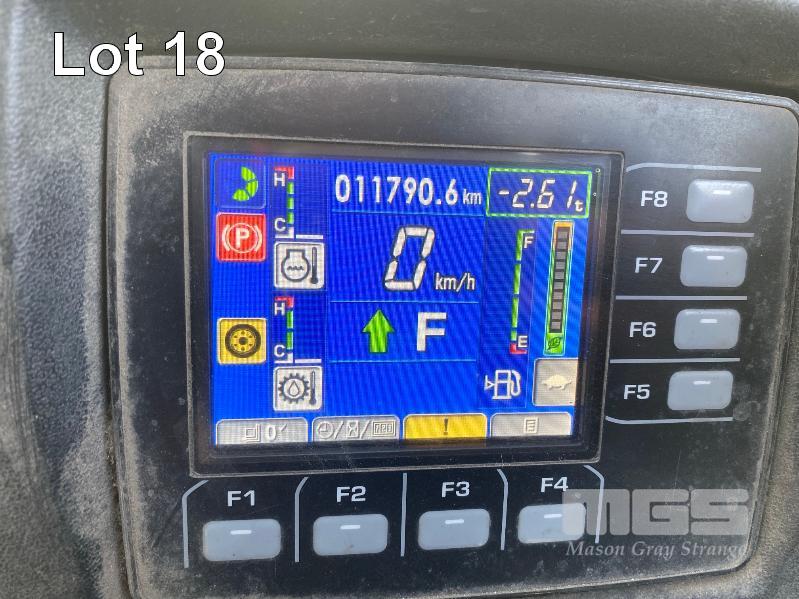 Lot 18
H
011790.6 km
-2.61 t
F8
P
C
F
F7
0 km/h
H
F6
F
C
E
F5
0
!
F1
F2
F3
F4
MGS
Mason Gray Strange